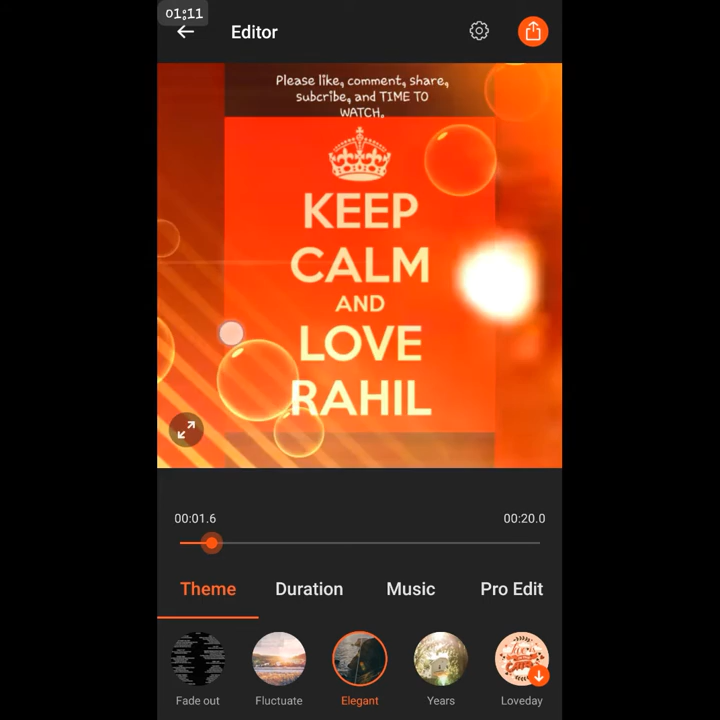 01:11
Editor
Please like, comment, share,
subcribe, and TIME TO
WATCH.
KEEP
CALM
AND
LOVE
RAHIL
00:01.6
00:20.0
Theme
Duration
Music
Pro Edit
Fade out
Fluctuate
Elegant
Years
Loveday